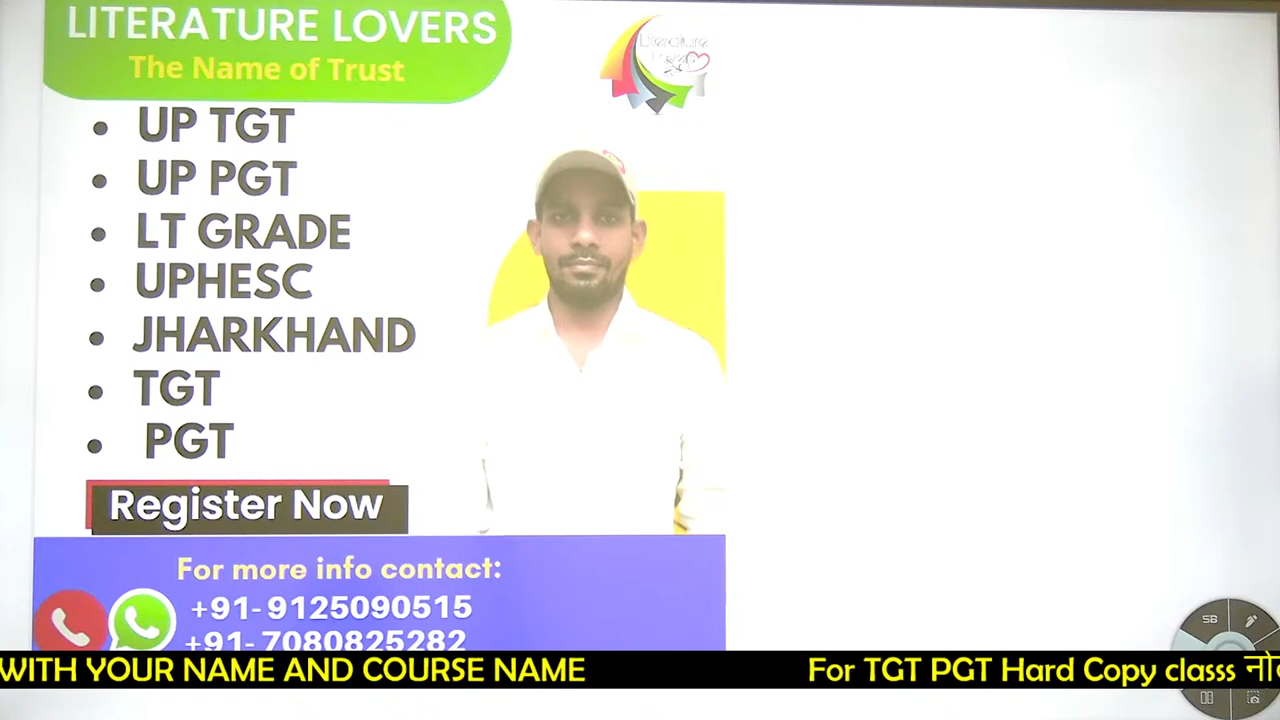 LITERATURE LOVERS
The Name of Trust
Literature
• UP TGT
• UP PGT
• LT GRADE
• UPHESC
• JHARKHAND
• TGT
• PGT
Register Now
For more info contact:
+91- 9125090515
+91- 7080825282
WITH YOUR NAME AND COURSE NAME For TGT PGT Hard Copy classs
SB